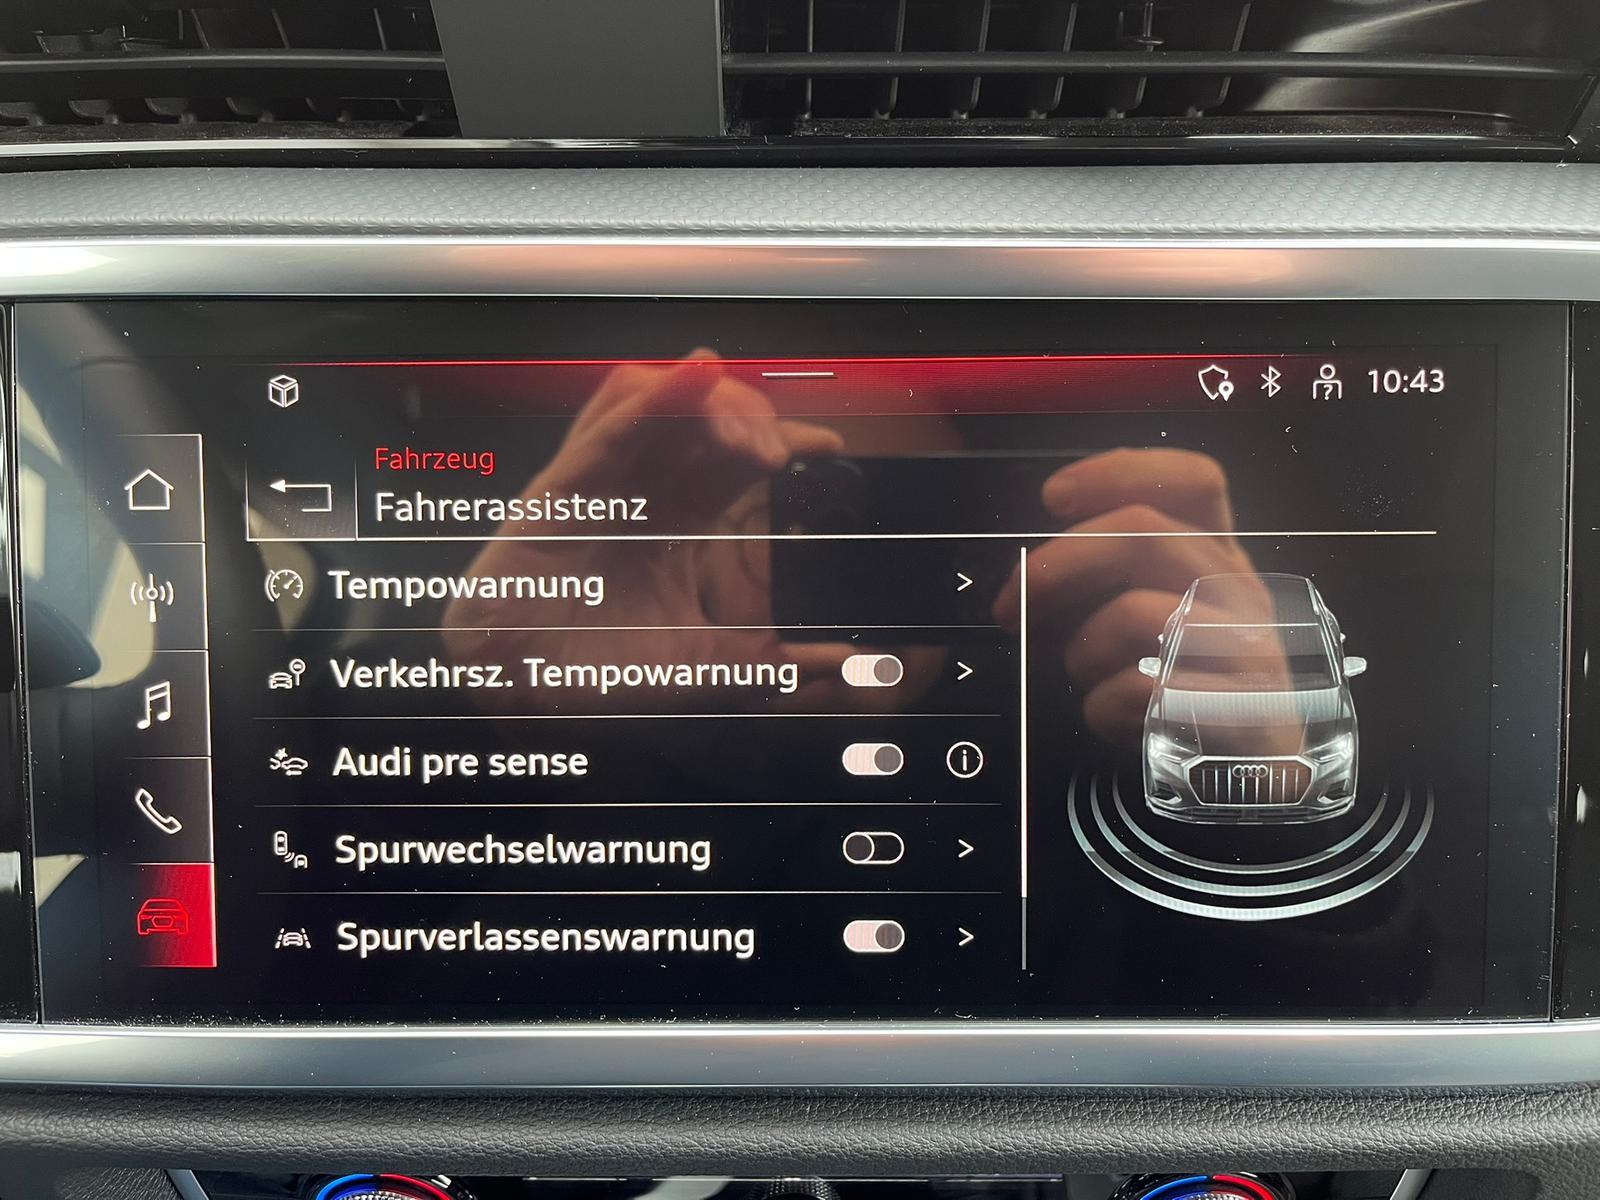 10:43
Fahrzeug
Fahrerassistenz
Tempowarnung
Verkehrsz. Tempowarnung
Audi pre sense
Spurwechselwarnung
Spurverlassenswarnung